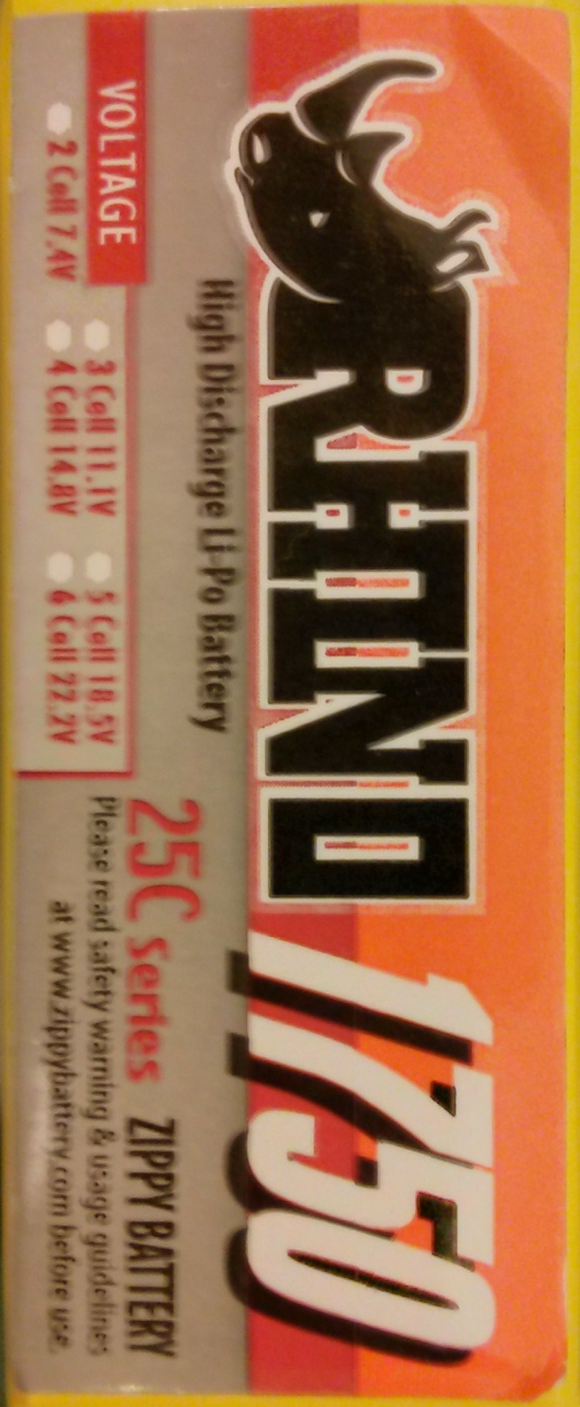 RHINO 1750
High Discharge Li-Po Battery
25C series ZIPPY BATTERY
VOLTAGE
3 Cell 11.1V 5 Cell 18.5V
2 Cell 7.4V 4 Cell 14.8V 6 Cell 22.2V
Please read safety warning & usage guidelines
at www.zippybattery.com before use.